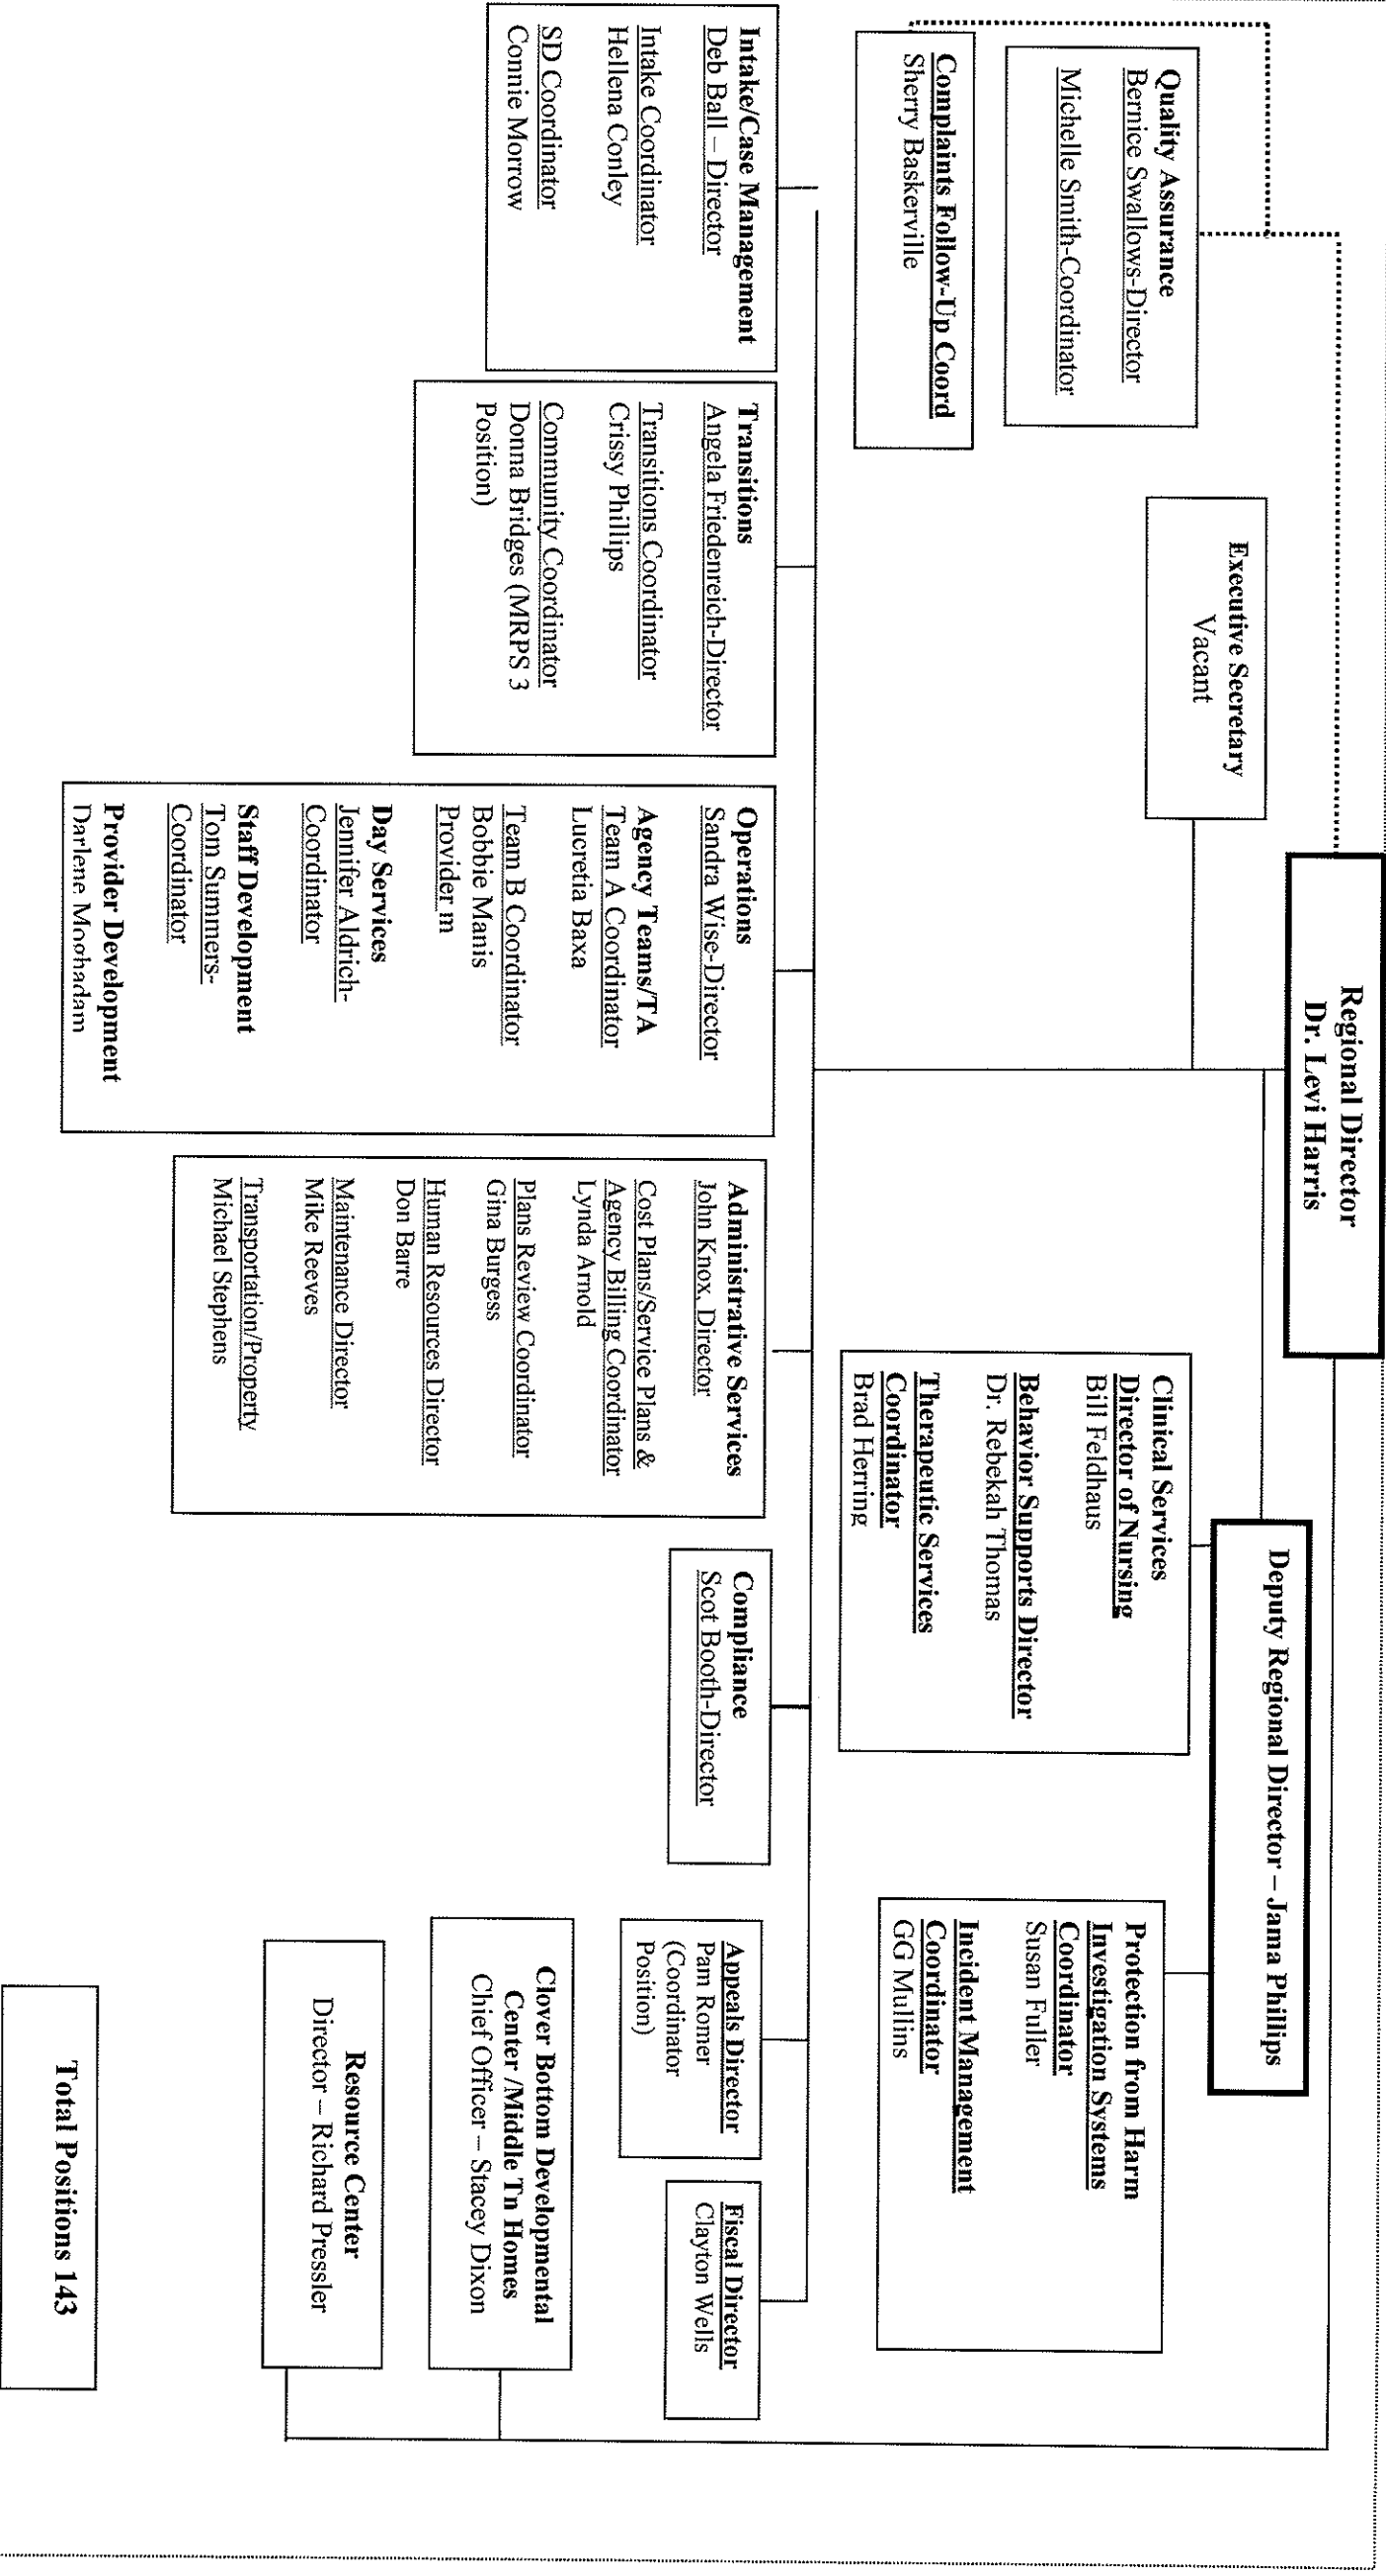 Regional Director
Dr. Levi Harris
Deputy Regional Director – Jama Phillips
Executive Secretary
Vacant
Quality Assurance
Bernice Swallows-Director
Michelle Smith-Coordinator
Complaints Follow-Up Coord
Sherry Baskerville
Clinical Services
Director of Nursing
Bill Feldhaus
Behavior Supports Director
Dr. Rebekah Thomas
Therapeutic Services
Coordinator
Brad Herring
Protection from Harm
Investigation Systems
Coordinator
Susan Fuller
Incident Management
Coordinator
GG Mullins
Intake/Case Management
Deb Ball – Director
Intake Coordinator
Hellena Conley
SD Coordinator
Connie Morrow
Transitions
Angela Friedenreich-Director
Transitions Coordinator
Crissy Phillips
Community Coordinator
Donna Bridges (MRPS 3
Position)
Operations
Sandra Wise-Director
Agency Teams/TA
Team A Coordinator
Lucretia Baxa
Team B Coordinator
Bobbie Manis
Provider m
Day Services
Jennifer Aldrich-
Coordinator
Staff Development
Tom Summers-
Coordinator
Provider Development
Darlene Moghadam
Administrative Services
John Knox, Director
Cost Plans/Service Plans &
Agency Billing Coordinator
Lynda Arnold
Plans Review Coordinator
Gina Burgess
Human Resources Director
Don Barre
Maintenance Director
Mike Reeves
Transportation/Property
Michael Stephens
Compliance
Scot Booth-Director
Appeals Director
Pam Romer
(Coordinator
Position)
Fiscal Director
Clayton Wells
Clover Bottom Developmental
Center /Middle Tn Homes
Chief Officer – Stacey Dixon
Resource Center
Director – Richard Pressler
Total Positions 143